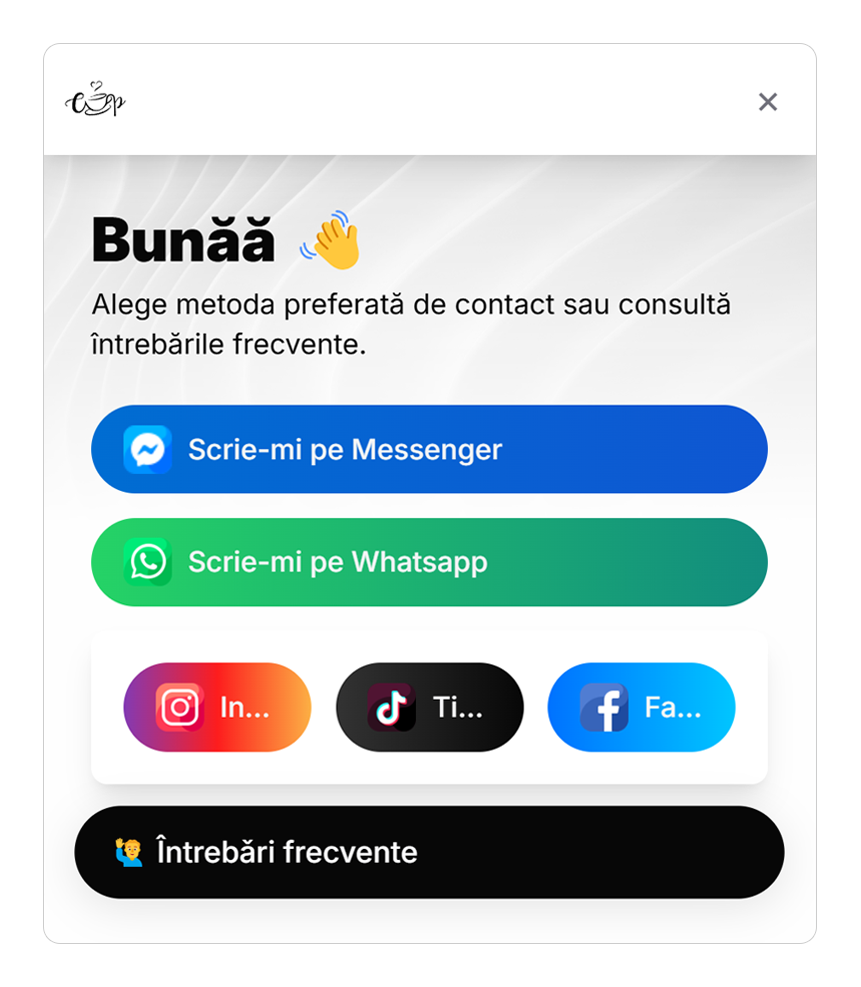 Cup
Bunăă
Alege metoda preferată de contact sau consultă
întrebările frecvente.
Scrie-mi pe Messenger
Scrie-mi pe Whatsapp
In... Ti... Fa...
Întrebări frecvente